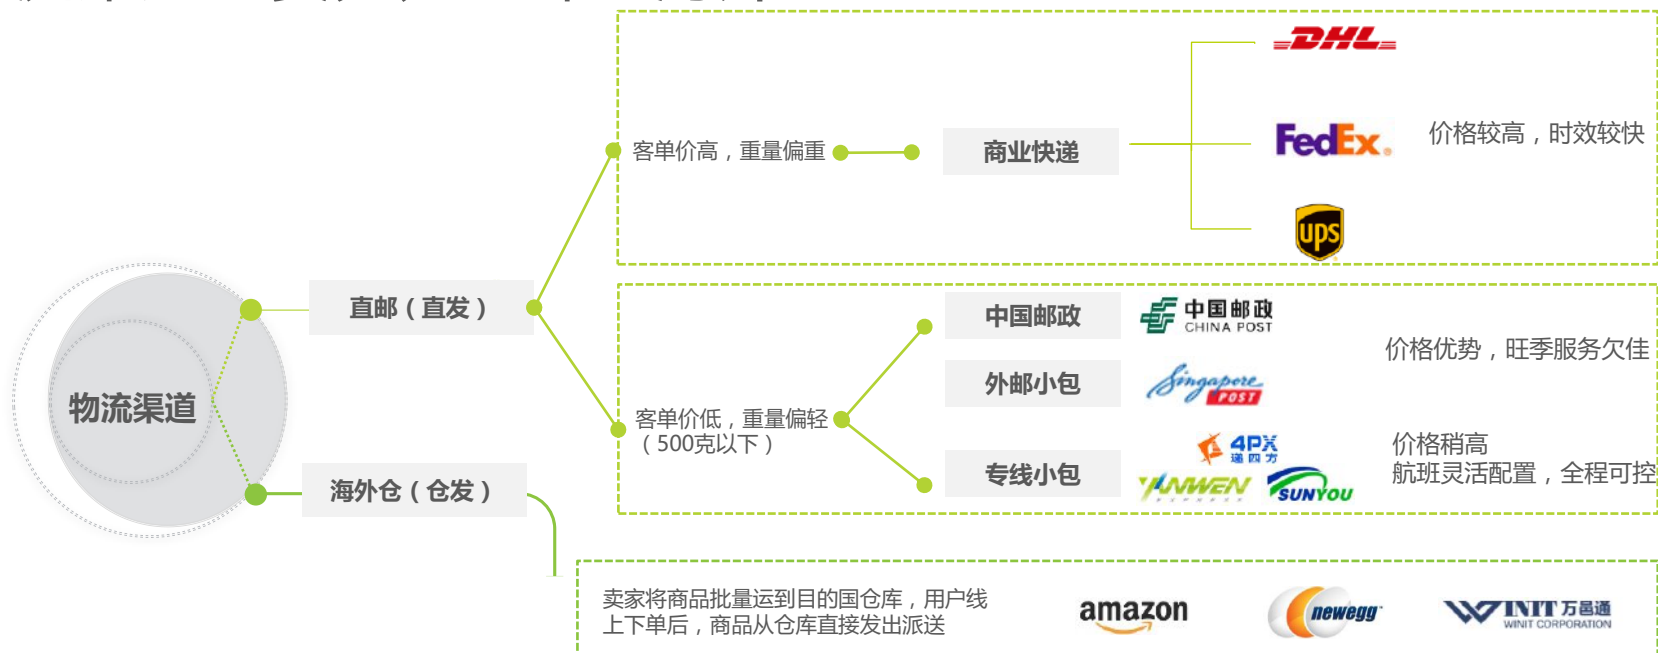 DHL
FedEx.
价格较高，时效较快
客单价高，重量偏重
商业快递
ups
直邮（直发）
中国邮政
中国邮政
CHINA POST
价格优势，旺季服务欠佳
外邮小包
Singapore
POST
物流渠道
客单价低，重量偏轻
（500克以下）
专线小包
4PX
递四方
YANWEN
EXPRESS
SUNYOU
价格稍高
航班灵活配置，全程可控
海外仓（仓发）
卖家将商品批量运到目的国仓库，用户线
上下单后，商品从仓库直接发出派送
amazon
newegg
WINIT 万邑通
WINIT CORPORATION